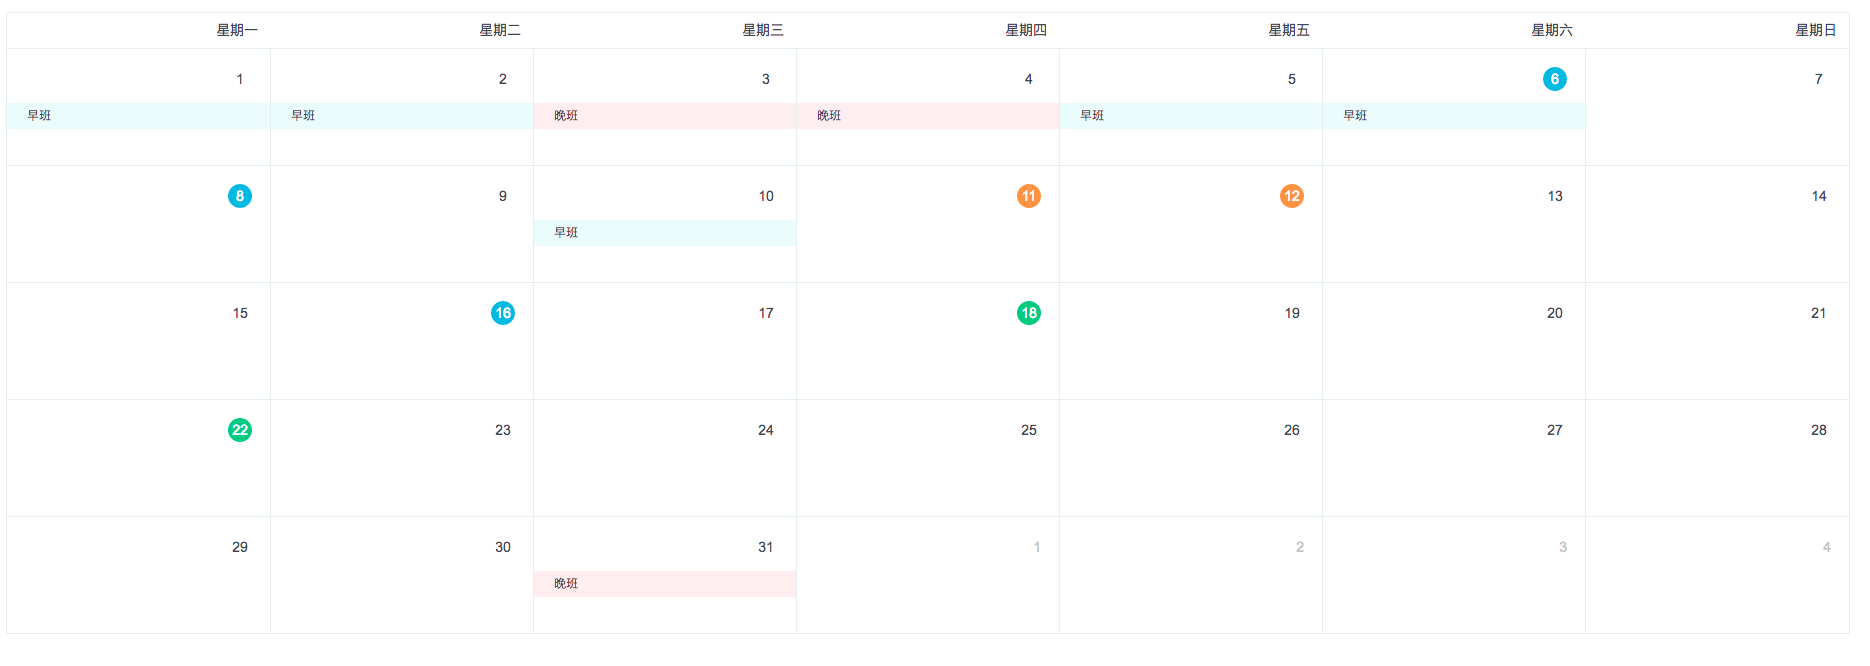 星期一 星期二 星期三 星期四 星期五 星期六 星期日
1 2 3 4 5 6 7
早班 早班 晚班 晚班 早班 早班
8 9 10 11 12 13 14
早班
15 16 17 18 19 20 21
22 23 24 25 26 27 28
29 30 31 1 2 3 4
晚班